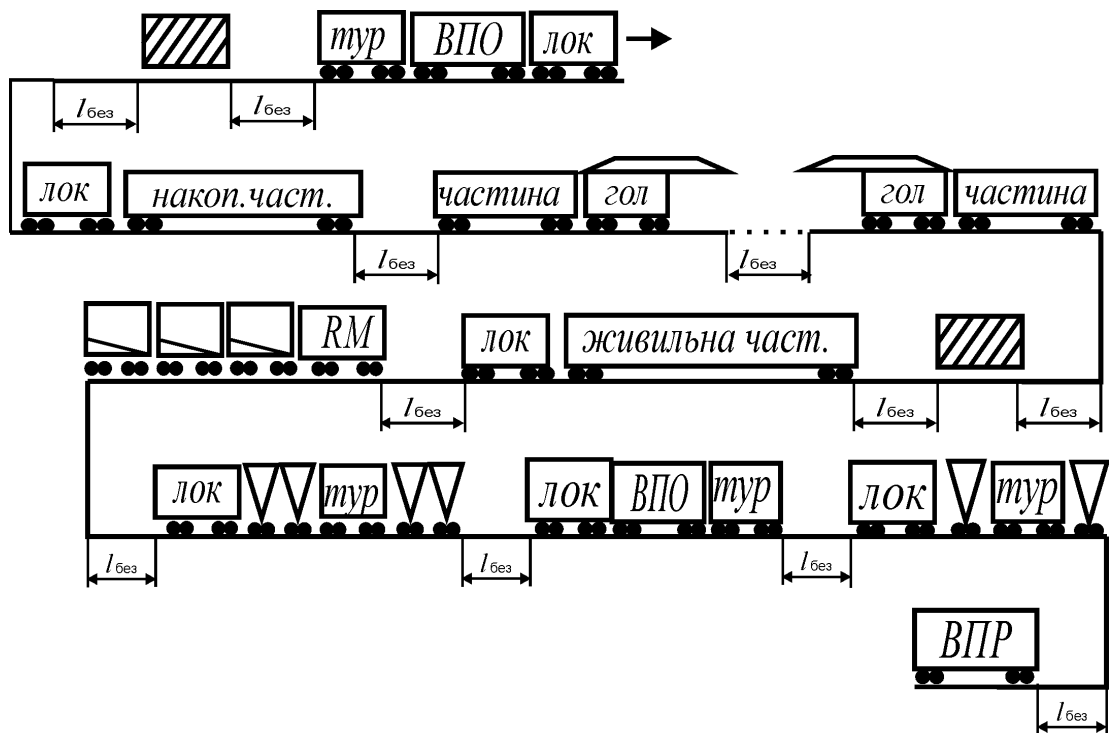 тур ВПО лок
lбез lбез
лок накоп.част. частина гол гол частина
lбез lбез
RM лок живильна част.
lбез lбез lбез
лок тур лок ВПО тур лок тур
lбез lбез lбез
ВПР
lбез